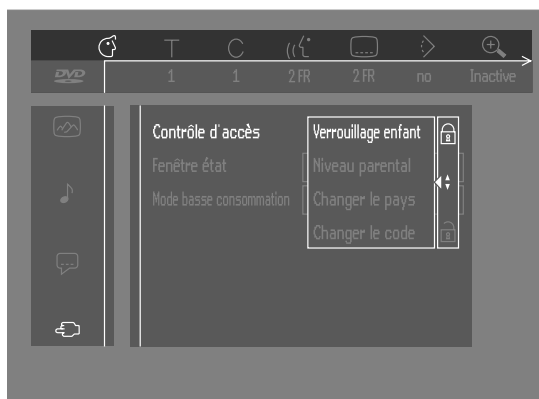 T C
DVD 1 1 2 FR 2 FR no Inactive
Contrôle d'accès Verrouillage enfant
Fenêtre état Niveau parental
Mode basse consommation Changer le pays
Changer le code